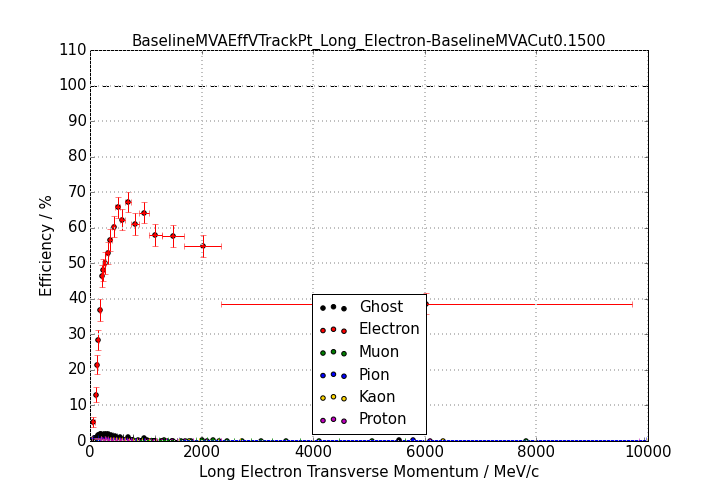 BaselineMVAEffVTrackPt_Long_Electron-BaselineMVACut0.1500
110
100
90
80
70
60
50
40
30
20
10
0
Efficiency / %
Ghost
Electron
Muon
Pion
Kaon
Proton
0 2000 4000 6000 8000 10000
Long Electron Transverse Momentum / MeV/c